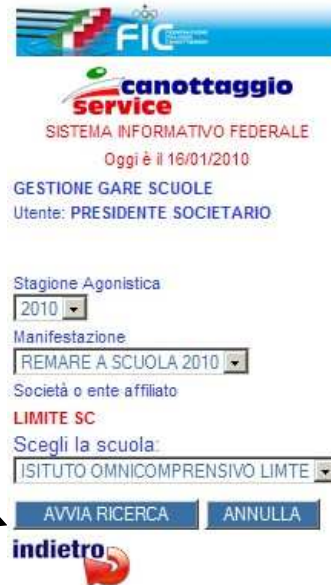 FIC
canottaggio
service
SISTEMA INFORMATIVO FEDERALE
Oggi è il 16/01/2010
GESTIONE GARE SCUOLE
Utente: PRESIDENTE SOCIETARIO
Stagione Agonistica
2010
Manifestazione
REMARE A SCUOLA 2010
Società o ente affiliato
LIMITE SC
Scegli la scuola:
ISITUTO OMNICOMPRENSIVO LIMTE
AVVIA RICERCA ANNULLA
indietro